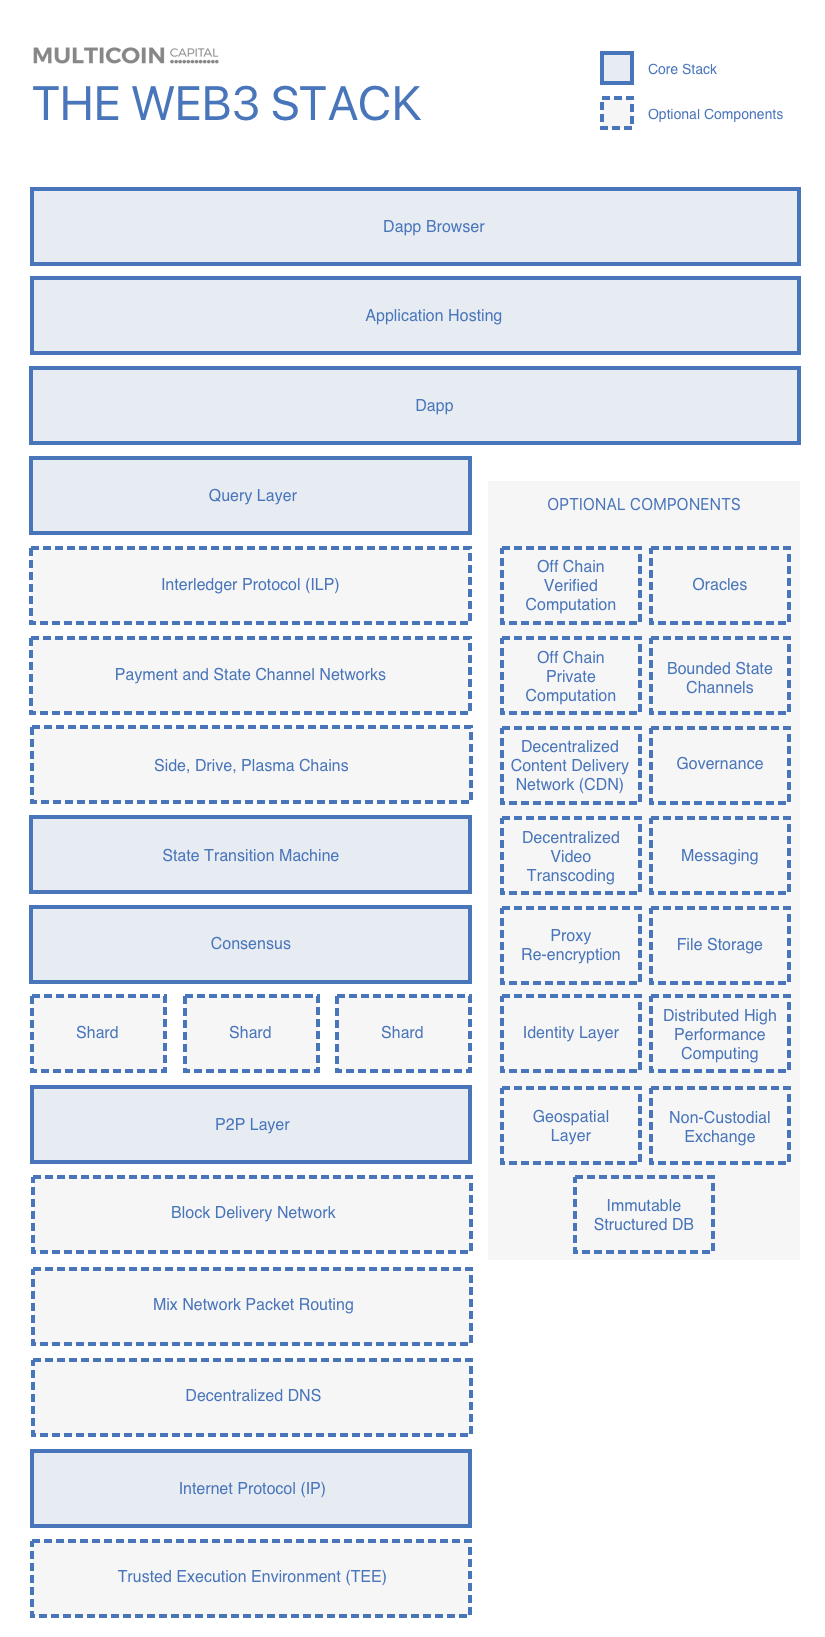 MULTICOIN CAPITAL
THE WEB3 STACK
Core Stack
Optional Components
Dapp Browser
Application Hosting
Dapp
Query Layer
Interledger Protocol (ILP)
Payment and State Channel Networks
Side, Drive, Plasma Chains
State Transition Machine
Consensus
Shard
Shard
Shard
P2P Layer
Block Delivery Network
Mix Network Packet Routing
Decentralized DNS
Internet Protocol (IP)
Trusted Execution Environment (TEE)
OPTIONAL COMPONENTS
Off Chain
Verified
Computation
Oracles
Off Chain
Private
Computation
Bounded State
Channels
Decentralized
Content Delivery
Network (CDN)
Governance
Decentralized
Video
Transcoding
Messaging
Proxy
Re-encryption
File Storage
Identity Layer
Distributed High
Performance
Computing
Geospatial
Layer
Non-Custodial
Exchange
Immutable
Structured DB